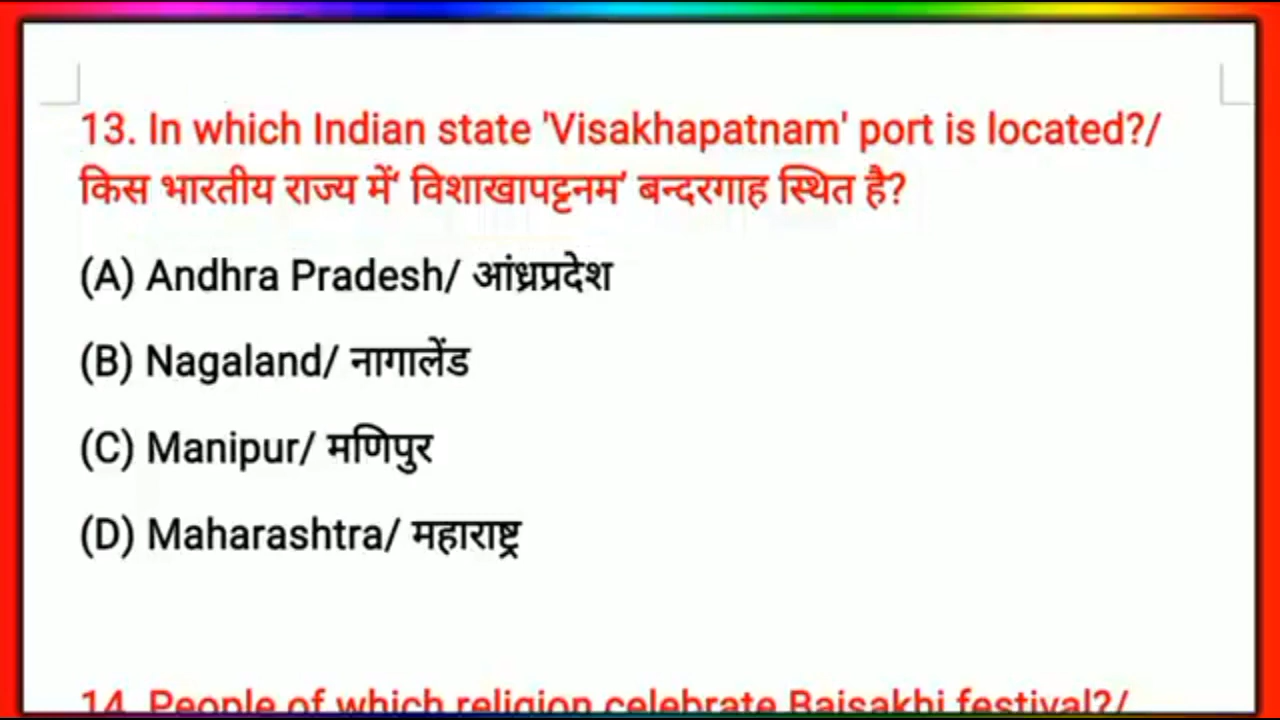 13. In which Indian state 'Visakhapatnam' port is located?/
किस भारतीय राज्य में' विशाखापट्टनम' बन्दरगाह स्थित है?
(A) Andhra Pradesh/ आंध्रप्रदेश
(B) Nagaland/ नागालेंड
(C) Manipur/ मणिपुर
(D) Maharashtra/ महाराष्ट्र
14. People of which religion celebrate Baisakhi festival?/